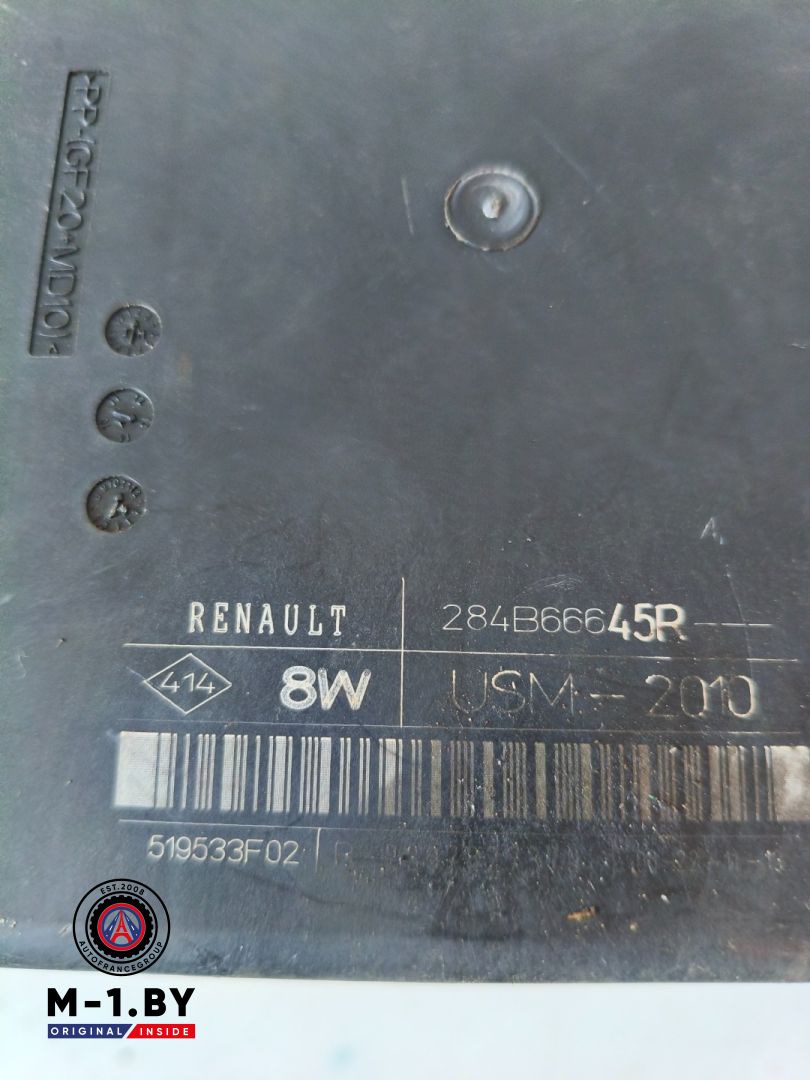 >PP-(GF20+MD10)<
RENAULT
284B66645R---
414
8W
USM-2010
519533F02
EST.2008
AUTOFRANCEGROUP
M-1.BY
ORIGINAL INSIDE